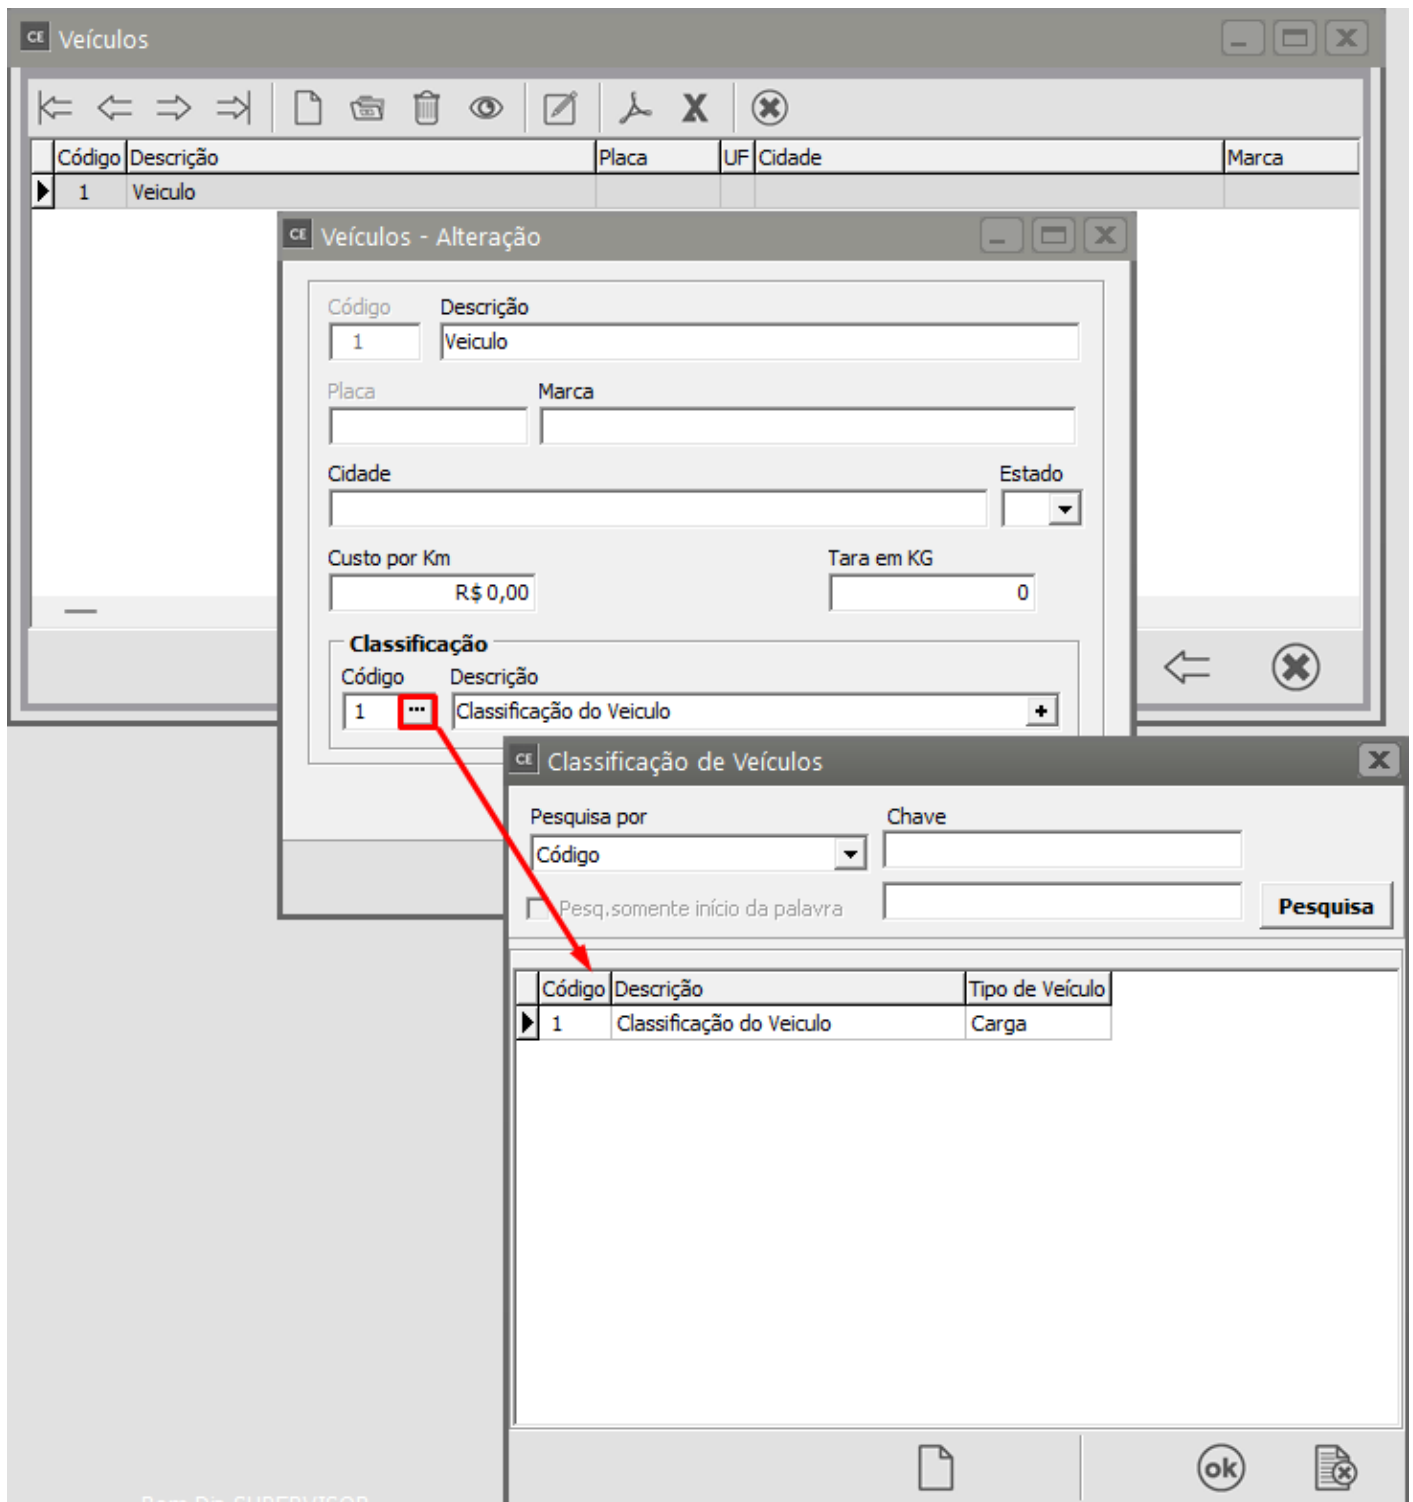 CE Veículos
Código Descrição Placa UF Cidade Marca
1 Veiculo
CE Veículos - Alteração
Código Descrição
1 Veiculo
Placa Marca
Cidade Estado
Custo por Km Tara em KG
R$ 0,00 0
Classificação
Código Descrição
1 ... Classificação do Veiculo +
CE Classificação de Veículos
Pesquisa por Chave
Código
Pesq.somente início da palavra Pesquisa
Código Descrição Tipo de Veículo
1 Classificação do Veiculo Carga
ok